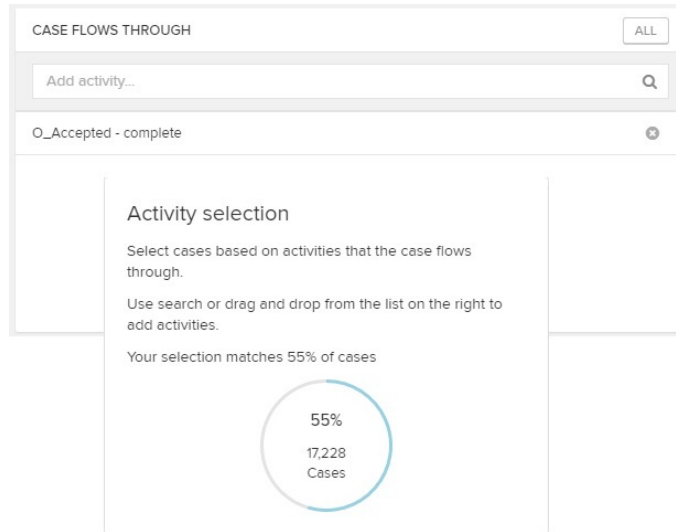 CASE FLOWS THROUGH
ALL
Add activity...
O_Accepted - complete
Activity selection
Select cases based on activities that the case flows
through.
Use search or drag and drop from the list on the right to
add activities.
Your selection matches 55% of cases
55%
17,228
Cases